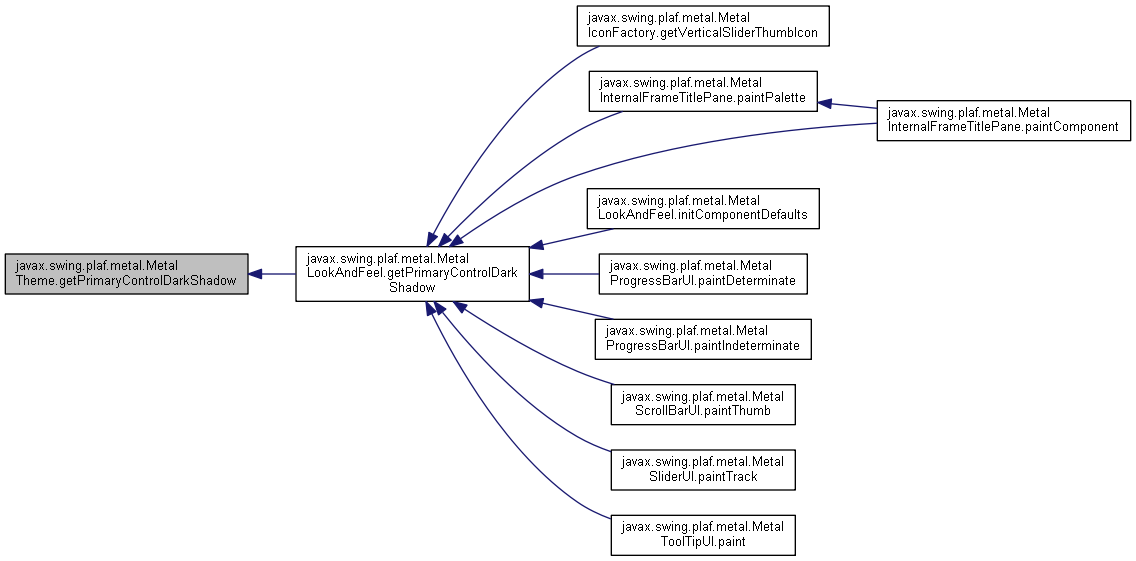 javax.swing.plaf.metal.Metal
IconFactory.getVerticalSliderThumbIcon
javax.swing.plaf.metal.Metal
InternalFrameTitlePane.paintPalette
javax.swing.plaf.metal.Metal
InternalFrameTitlePane.paintComponent
javax.swing.plaf.metal.Metal
LookAndFeel.initComponentDefaults
javax.swing.plaf.metal.Metal
Theme.getPrimaryControlDarkShadow
javax.swing.plaf.metal.Metal
LookAndFeel.getPrimaryControlDark
Shadow
javax.swing.plaf.metal.Metal
ProgressBarUI.paintDeterminate
javax.swing.plaf.metal.Metal
ProgressBarUI.paintIndeterminate
javax.swing.plaf.metal.Metal
ScrollBarUI.paintThumb
javax.swing.plaf.metal.Metal
SliderUI.paintTrack
javax.swing.plaf.metal.Metal
ToolTipUI.paint